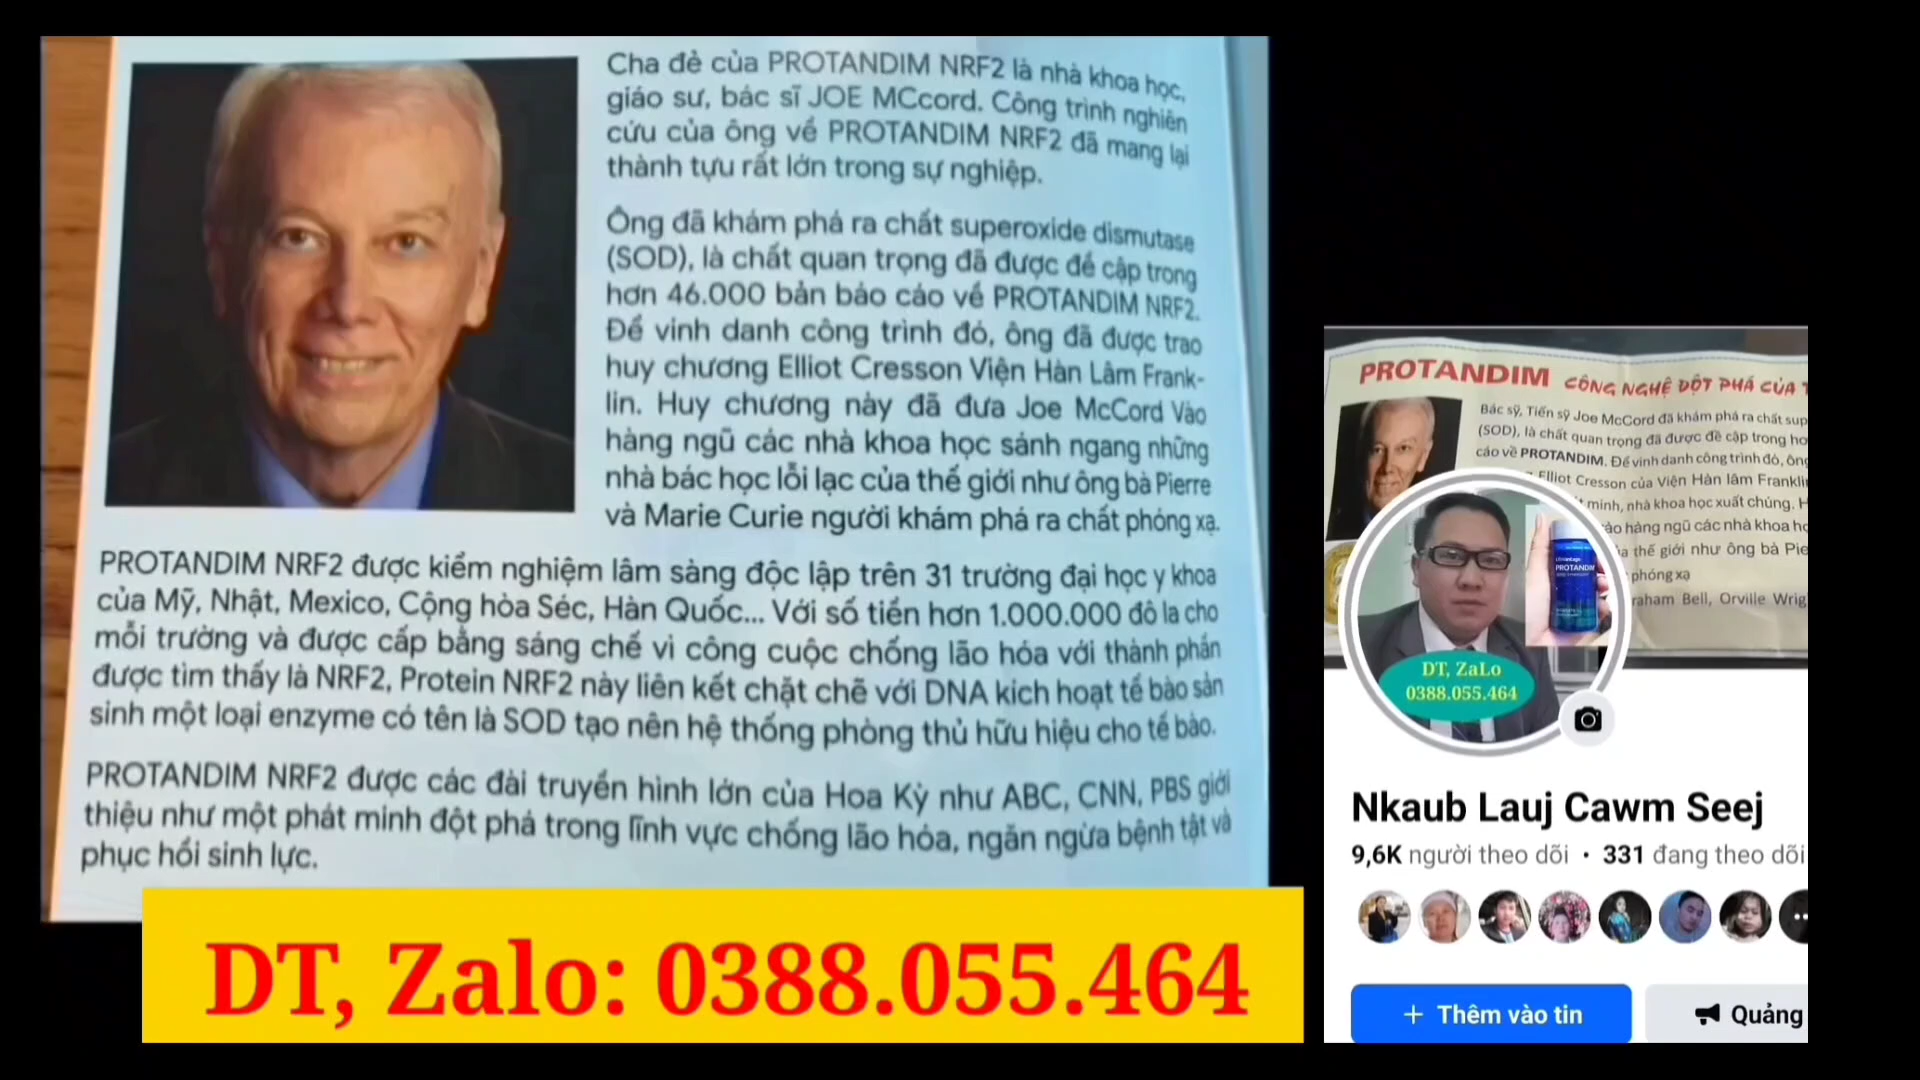 Cha đẻ của PROTANDIM NRF2 là nhà khoa học,
giáo sư, bác sĩ JOE MCcord. Công trình nghiên
cứu của ông về PROTANDIM NRF2 đã mang lại
thành tựu rất lớn trong sự nghiệp.
Ông đã khám phá ra chất superoxide dismutase
(SOD), là chất quan trọng đã được đề cập trong
hơn 46.000 bản báo cáo về PROTANDIM NRF2.
Để vinh danh công trình đó, ông đã được trao
huy chương Elliot Cresson Viện Hàn Lâm Frank-
lin. Huy chương này đã đưa Joe McCord Vào
hàng ngũ các nhà khoa học sánh ngang những
nhà bác học lỗi lạc của thế giới như ông bà Pierre
và Marie Curie người khám phá ra chất phóng xạ.
PROTANDIM NRF2 được kiểm nghiệm lâm sàng độc lập trên 31 trường đại học y khoa
của Mỹ, Nhật, Mexico, Cộng hòa Séc, Hàn Quốc... Với số tiền hơn 1.000.000 đô la cho
mỗi trường và được cấp bằng sáng chế vì công cuộc chống lão hóa với thành phần
được tìm thấy là NRF2, Protein NRF2 này liên kết chặt chẽ với DNA kích hoạt tế bào sản
sinh một loại enzyme có tên là SOD tạo nên hệ thống phòng thủ hữu hiệu cho tế bào.
PROTANDIM NRF2 được các đài truyền hình lớn của Hoa Kỳ như ABC, CNN, PBS giới
thiệu như một phát minh đột phá trong lĩnh vực chống lão hóa, ngăn ngừa bệnh tật và
phục hồi sinh lực.
DT, Zalo: 0388.055.464
PROTANDIM CÔNG NGHỆ ĐỘT PHÁ CỦA T
Bác sỹ, Tiến sỹ Joe McCord đã khám phá ra chất sup
(SOD), là chất quan trọng đã được đề cập trong ho
cáo về PROTANDIM. Để vinh danh công trình đó, ông
Elliot Cresson của Viện Hàn lâm Franklin
minh, nhà khoa học xuất chúng. H
ào hàng ngũ các nhà khoa họ
a thế giới như ông bà Pie
phóng xạ
raham Bell, Orville Wrig
PROTANDIM
DT, ZaLo
0388.055.464
Nkaub Lauj Cawm Seej
9,6K người theo dõi • 331 đang theo dõi
+ Thêm vào tin
Quảng